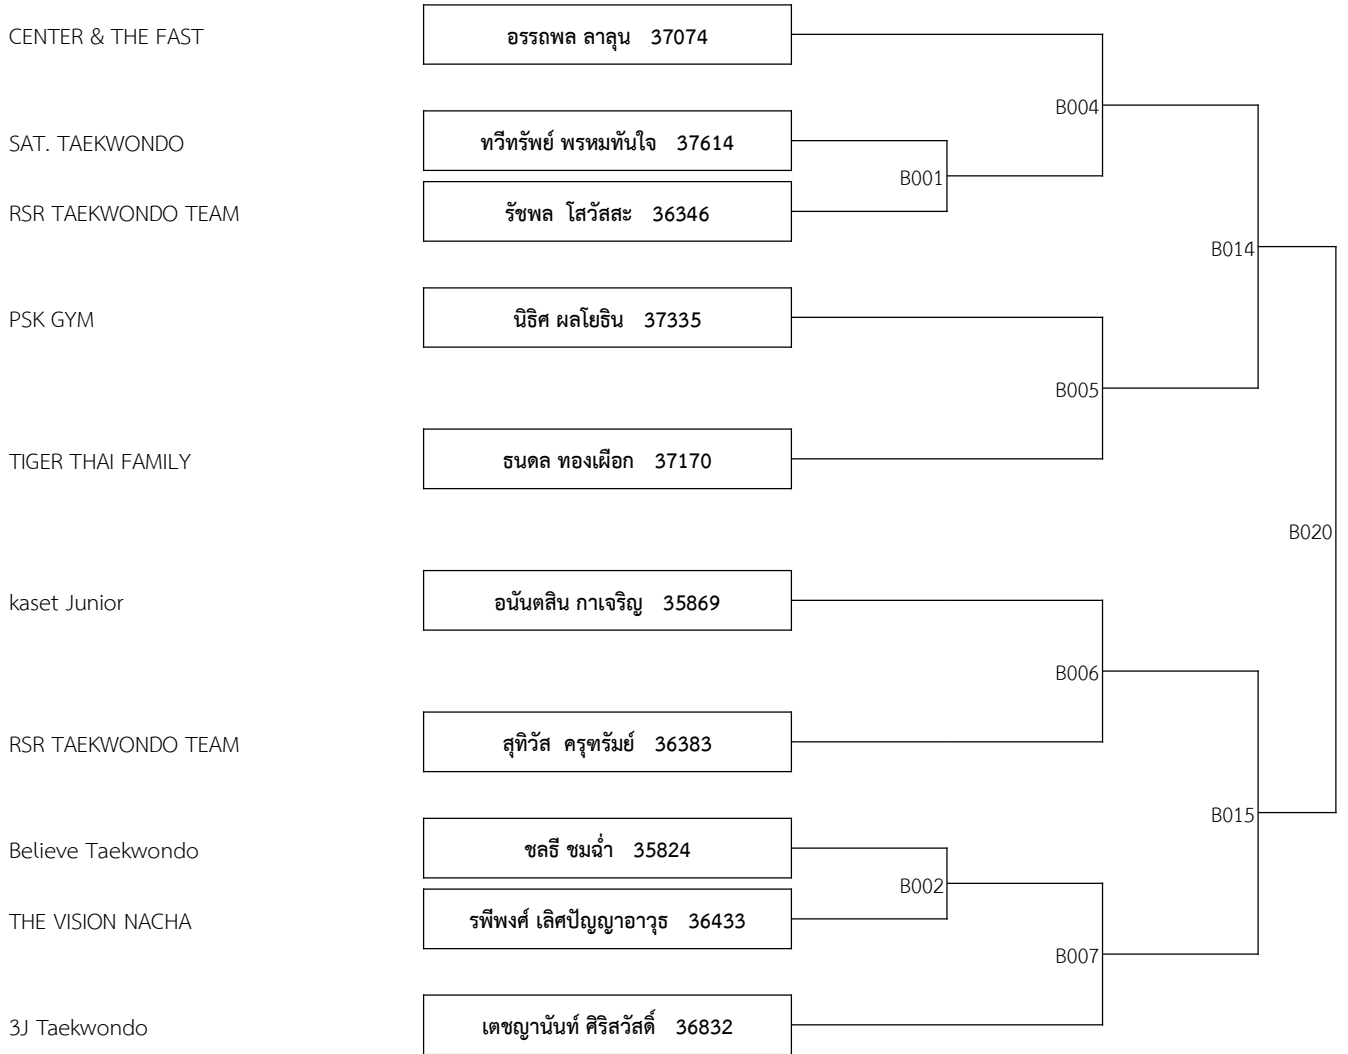 CENTER & THE FAST
อรรถพล ลาลุน 37074
B004
SAT. TAEKWONDO
ทวีทรัพย์ พรหมทันใจ 37614
B001
RSR TAEKWONDO TEAM
รัชพล โสวัสสะ 36346
B014
PSK GYM
นิธิศ ผลโยธิน 37335
B005
TIGER THAI FAMILY
ธนดล ทองเผือก 37170
B020
kaset Junior
อนันตสิน กาเจริญ 35869
B006
RSR TAEKWONDO TEAM
สุทิวัส ครุฑรัมย์ 36383
B015
Believe Taekwondo
ชลธี ชมฉ่ำ 35824
B002
THE VISION NACHA
รพีพงศ์ เลิศปัญญาอาวุธ 36433
B007
3J Taekwondo
เตชญานันท์ ศิริสวัสดิ์ 36832